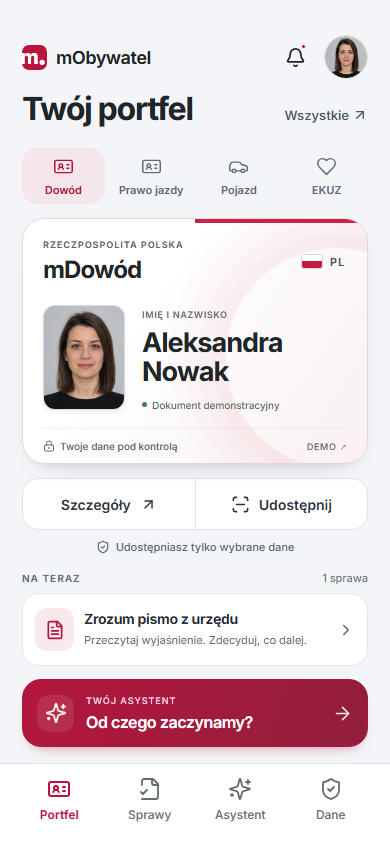 m. mObywatel
Twój portfel
Wszystkie
Dowód
Prawo jazdy
Pojazd
EKUZ
RZECZPOSPOLITA POLSKA
mDowód
PL
IMIĘ I NAZWISKO
Aleksandra
Nowak
Dokument demonstracyjny
Twoje dane pod kontrolą
DEMO
Szczegóły
Udostępnij
Udostępniasz tylko wybrane dane
NA TERAZ
1 sprawa
Zrozum pismo z urzędu
Przeczytaj wyjaśnienie. Zdecyduj, co dalej.
TWÓJ ASYSTENT
Od czego zaczynamy?
Portfel
Sprawy
Asystent
Dane